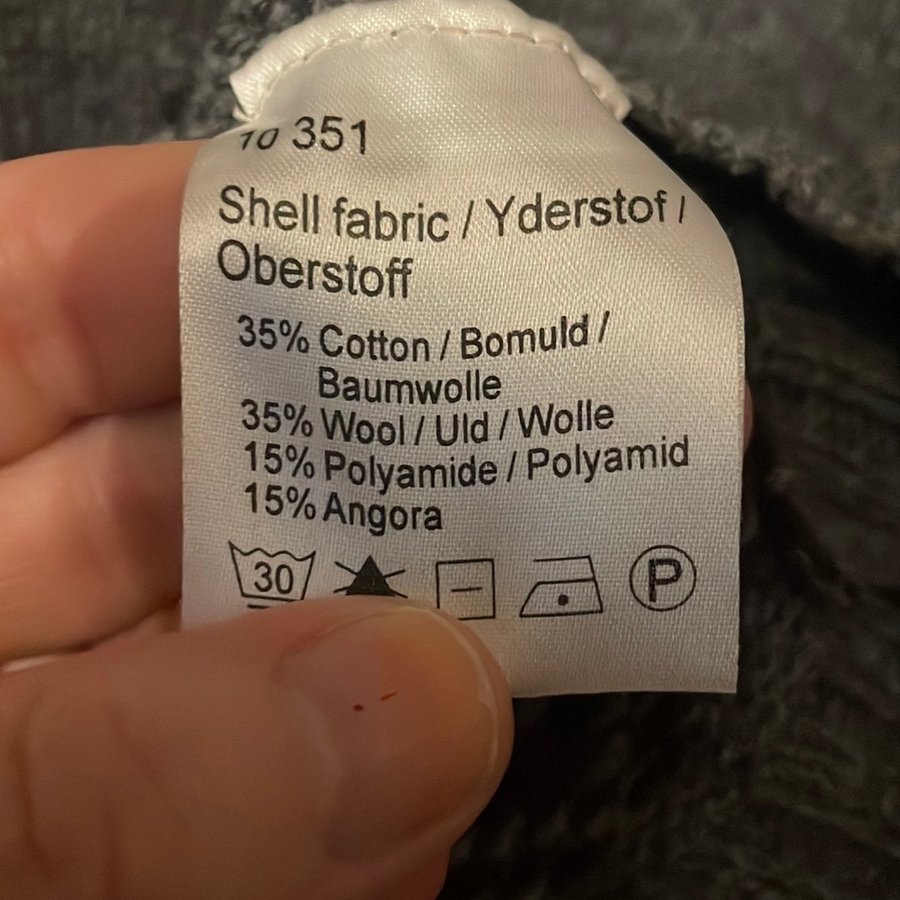 10 351
Shell fabric / Yderstof /
Oberstoff
35% Cotton / Bomuld /
Baumwolle
35% Wool / Uld / Wolle
15% Polyamide / Polyamid
15% Angora
30 P